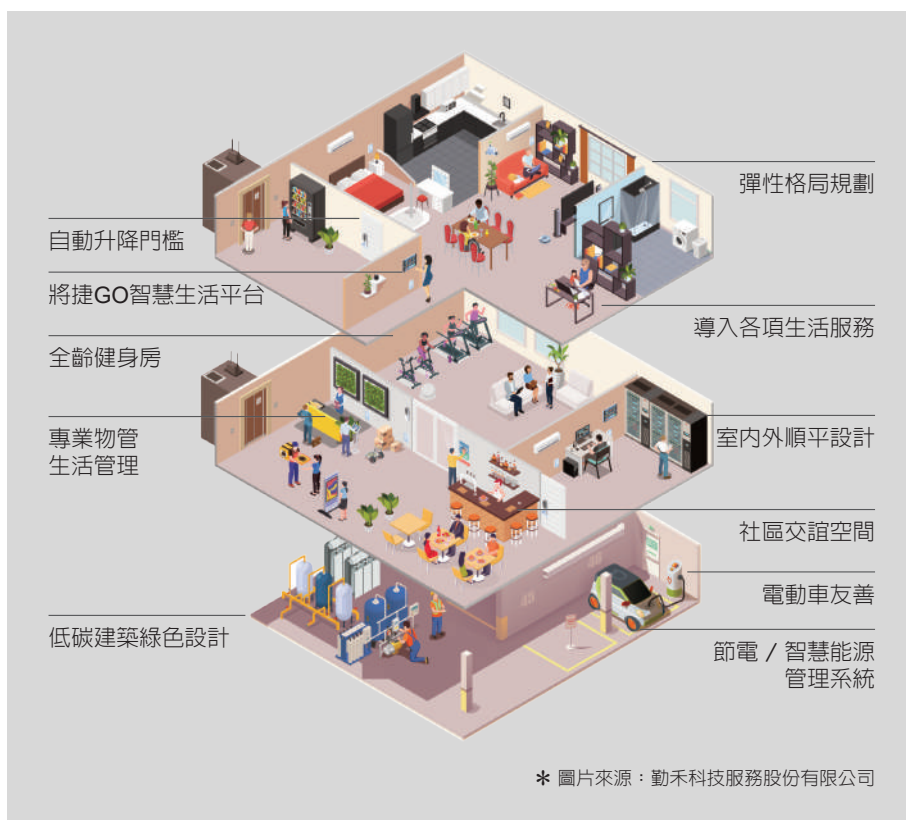 彈性格局規劃
自動升降門檻
將捷GO智慧生活平台
導入各項生活服務
全齡健身房
專業物管
生活管理
室內外順平設計
社區交誼空間
電動車友善
低碳建築綠色設計
節電 / 智慧能源
管理系統
＊ 圖片來源：勤禾科技服務股份有限公司